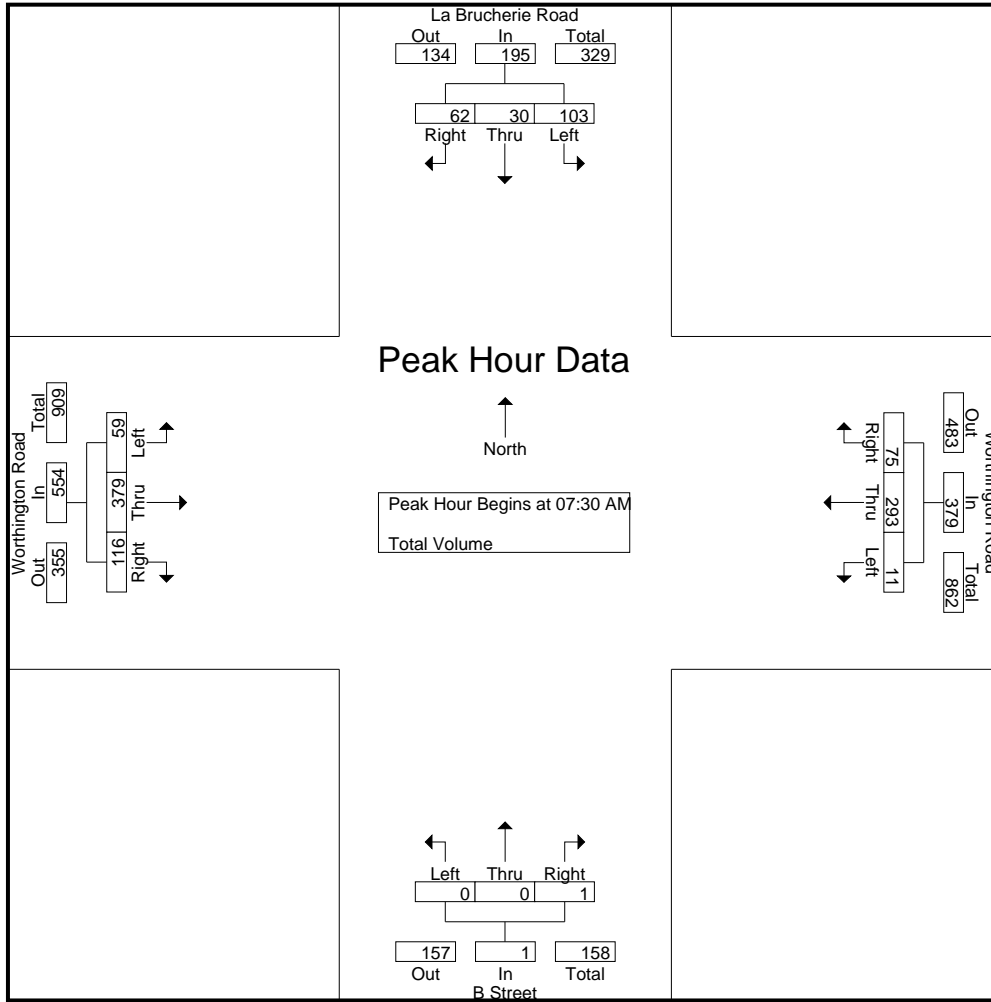 La Brucherie Road
Out In Total
134 195 329
62 30 103
Right Thru Left
Peak Hour Data
North
Peak Hour Begins at 07:30 AM
Total Volume
Worthington Road
Out In Total
355 554 909
116 379 59
Right Thru Left
Worthington Road
Out In Total
483 379 862
75 293 11
Right Thru Left
Left Thru Right
0 0 1
157 1 158
Out In Total
B Street